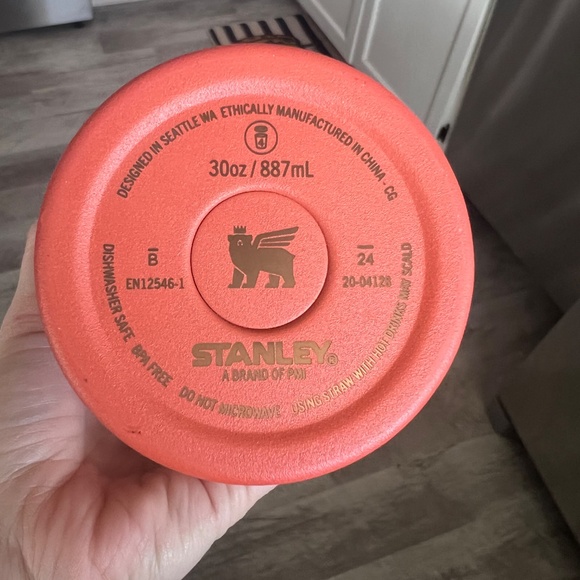 DESIGNED IN SEATTLE WA ETHICALLY MANUFACTURED IN CHINA - CG
4
30oz / 887mL
B
24
EN12546-1
20-04128
STANLEY®
A BRAND OF PMI
DISHWASHER SAFE BPA FREE DO NOT MICROWAVE USING STRAW WITH HOT DRINKS MAY SCALD